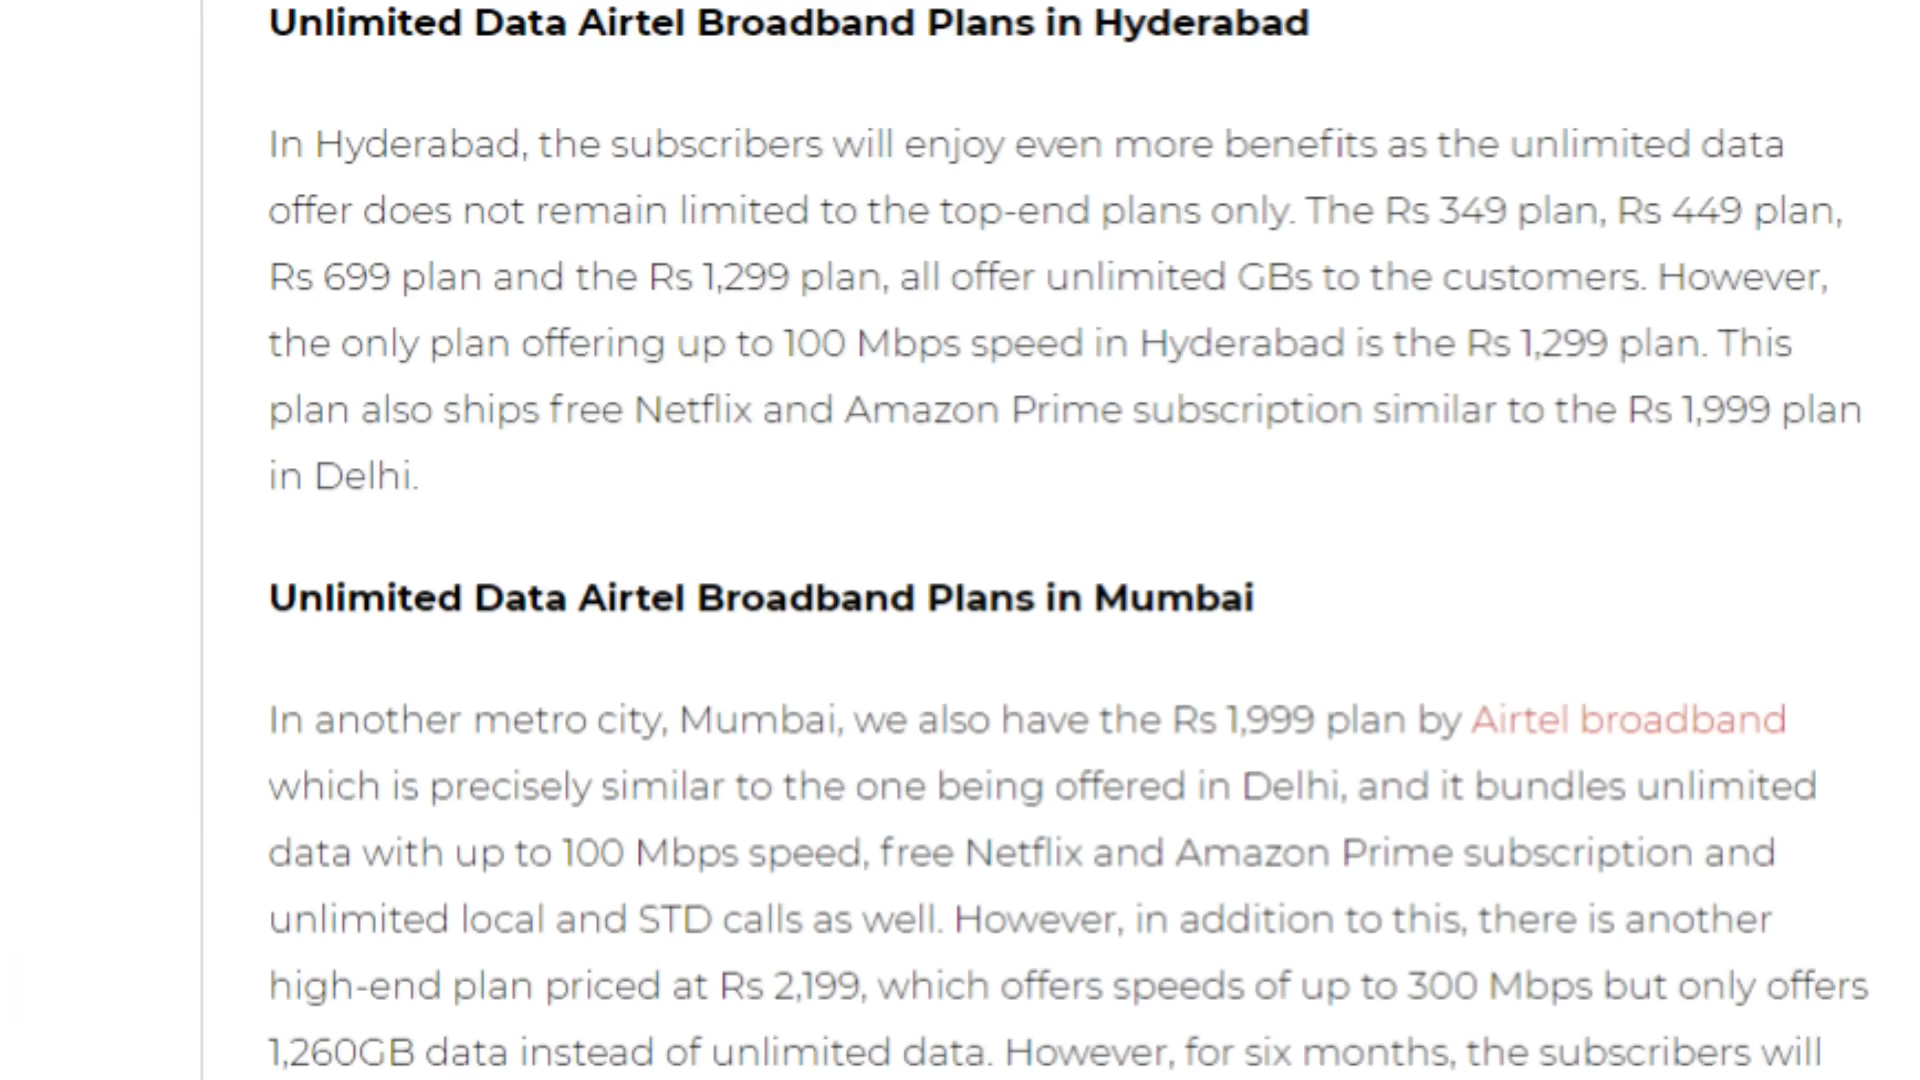 Unlimited Data Airtel Broadband Plans in Hyderabad
In Hyderabad, the subscribers will enjoy even more benefits as the unlimited data
offer does not remain limited to the top-end plans only. The Rs 349 plan, Rs 449 plan,
Rs 699 plan and the Rs 1,299 plan, all offer unlimited GBs to the customers. However,
the only plan offering up to 100 Mbps speed in Hyderabad is the Rs 1,299 plan. This
plan also ships free Netflix and Amazon Prime subscription similar to the Rs 1,999 plan
in Delhi.
Unlimited Data Airtel Broadband Plans in Mumbai
In another metro city, Mumbai, we also have the Rs 1,999 plan by Airtel broadband
which is precisely similar to the one being offered in Delhi, and it bundles unlimited
data with up to 100 Mbps speed, free Netflix and Amazon Prime subscription and
unlimited local and STD calls as well. However, in addition to this, there is another
high-end plan priced at Rs 2,199, which offers speeds of up to 300 Mbps but only offers
1,260GB data instead of unlimited data. However, for six months, the subscribers will